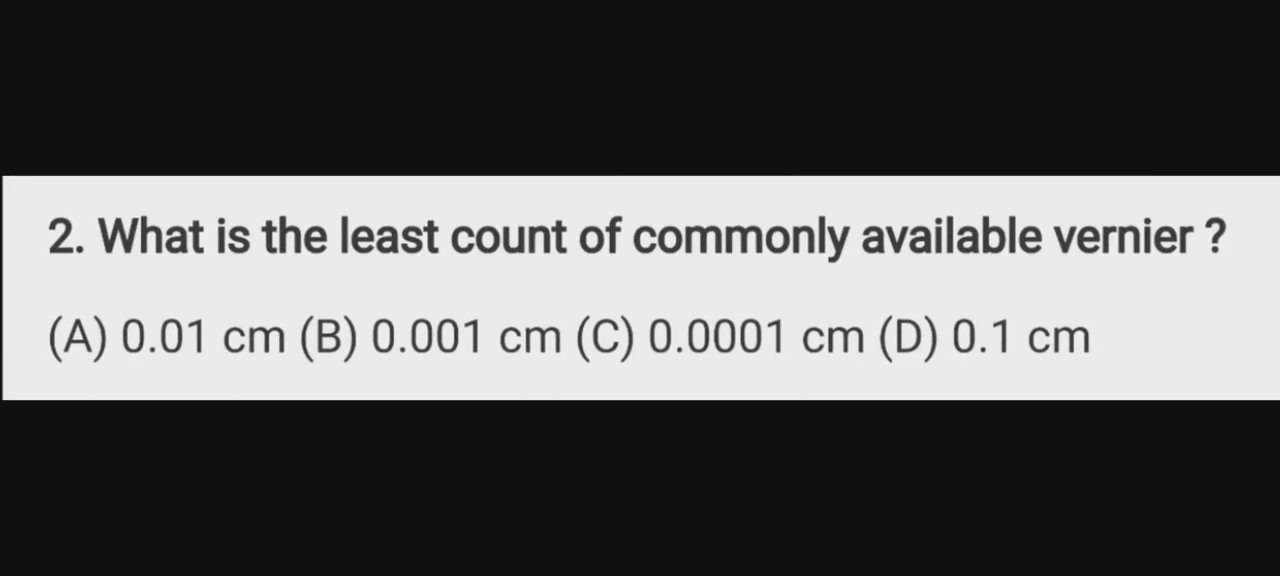 2. What is the least count of commonly available vernier ?
(A) 0.01 cm (B) 0.001 cm (C) 0.0001 cm (D) 0.1 cm